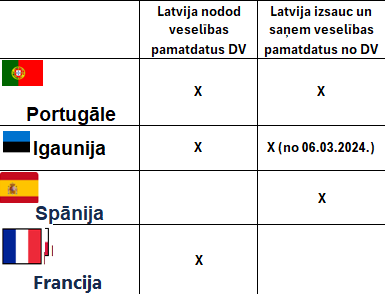 Latvija nodod
veselības
pamatdatus DV
Latvija izsauc un
saņem veselības
pamatdatus no DV
Portugāle
X
X
Igaunija
X
X (no 06.03.2024.)
Spānija
X
Francija
X